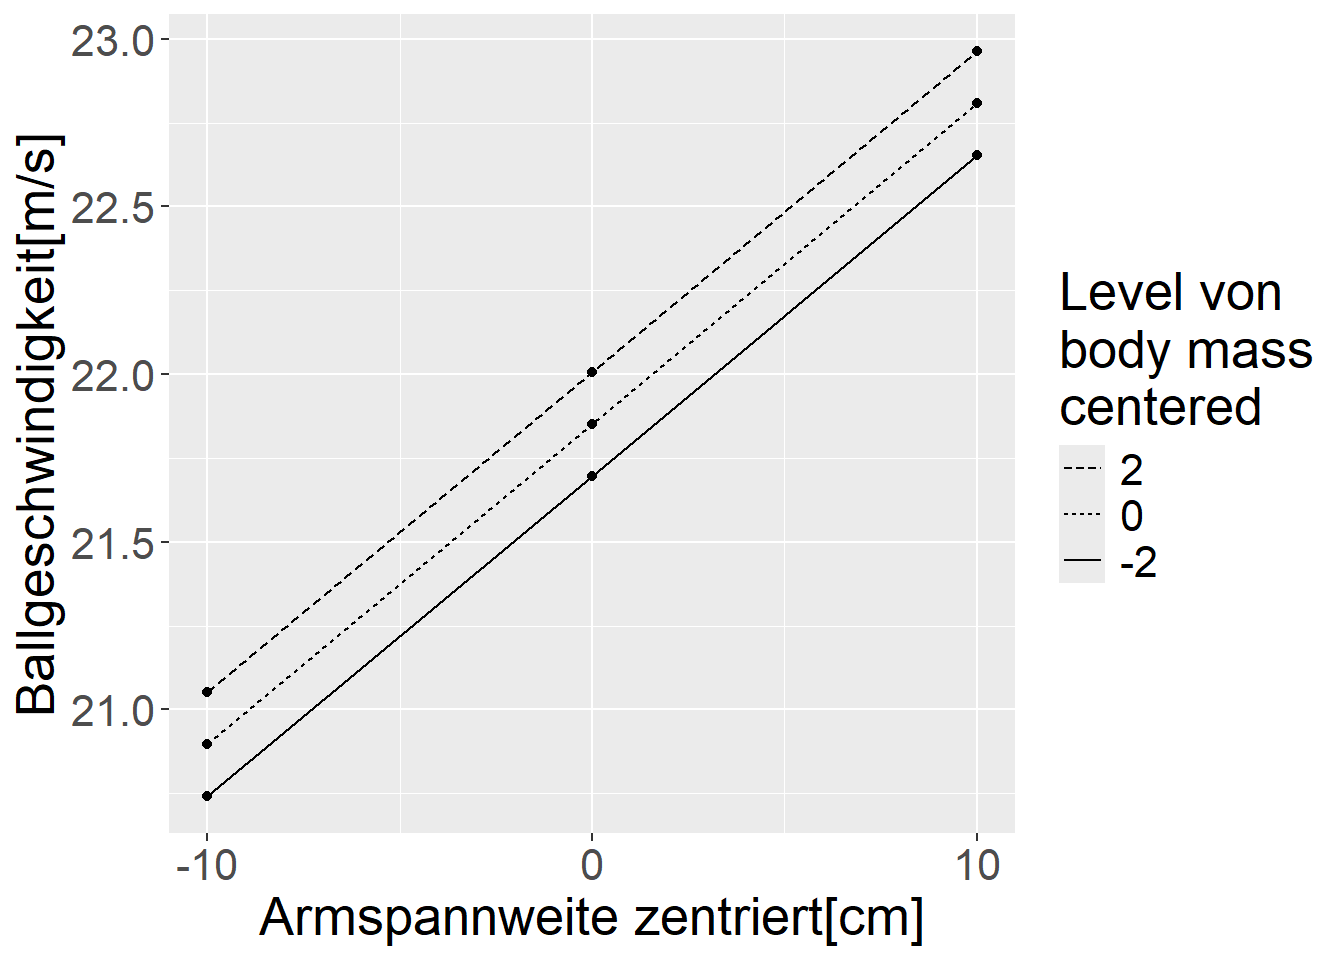 23.0
22.5
22.0
21.5
21.0
Ballgeschwindigkeit[m/s]
-10
0
10
Armspannweite zentriert[cm]
Level von
body mass
centered
2
0
-2